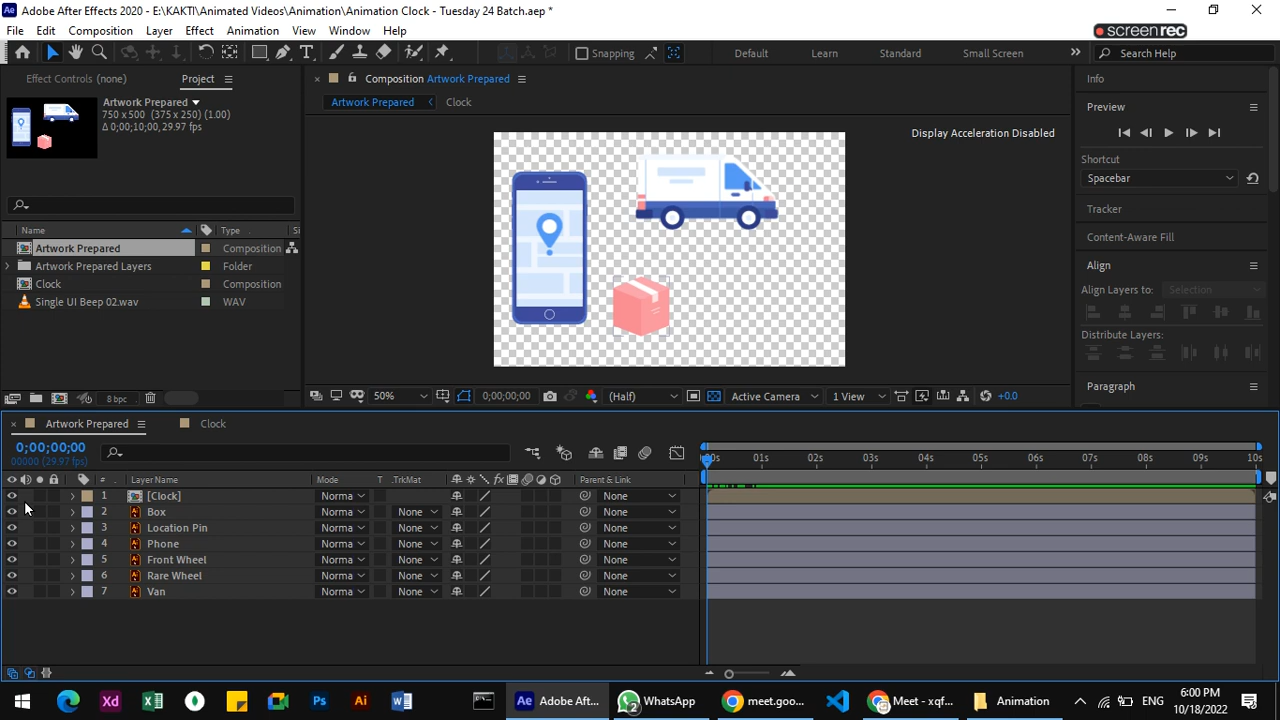 Adobe After Effects 2020 - E:\KAKTI\Animated Videos\Animation\Animation Clock - Tuesday 24 Batch.aep *
File Edit Composition Layer Effect Animation View Window Help
screenrec
Snapping
Default Learn Standard Small Screen
Search Help
Effect Controls (none) Project
Composition Artwork Prepared
Info
Artwork Prepared
750 x 500 (375 x 250) (1.00)
Δ 0;00;10;00, 29.97 fps
Artwork Prepared Clock
Preview
Display Acceleration Disabled
Shortcut
Spacebar
Tracker
Name Type Si
Content-Aware Fill
Artwork Prepared Composition
Artwork Prepared Layers Folder
Align
Clock Composition
Align Layers to: Selection
Single UI Beep 02.wav WAV
Distribute Layers:
Paragraph
8 bpc
50% 0;00;00;00 (Half) Active Camera 1 View +0.0
Artwork Prepared Clock
0;00;00;00
00000 (29.97 fps)
00s 01s 02s 03s 04s 05s 06s 07s 08s 09s 10s
# Layer Name Mode T .TrkMat Parent & Link
1 [Clock] Norma None
2 Box Norma None None
3 Location Pin Norma None None
4 Phone Norma None None
5 Front Wheel Norma None None
6 Rare Wheel Norma None None
7 Van Norma None None
Xd Ps Ai Ae Adobe Aft... 2 WhatsApp meet.goo... Meet - xqf... Animation ENG
6:00 PM
10/18/2022